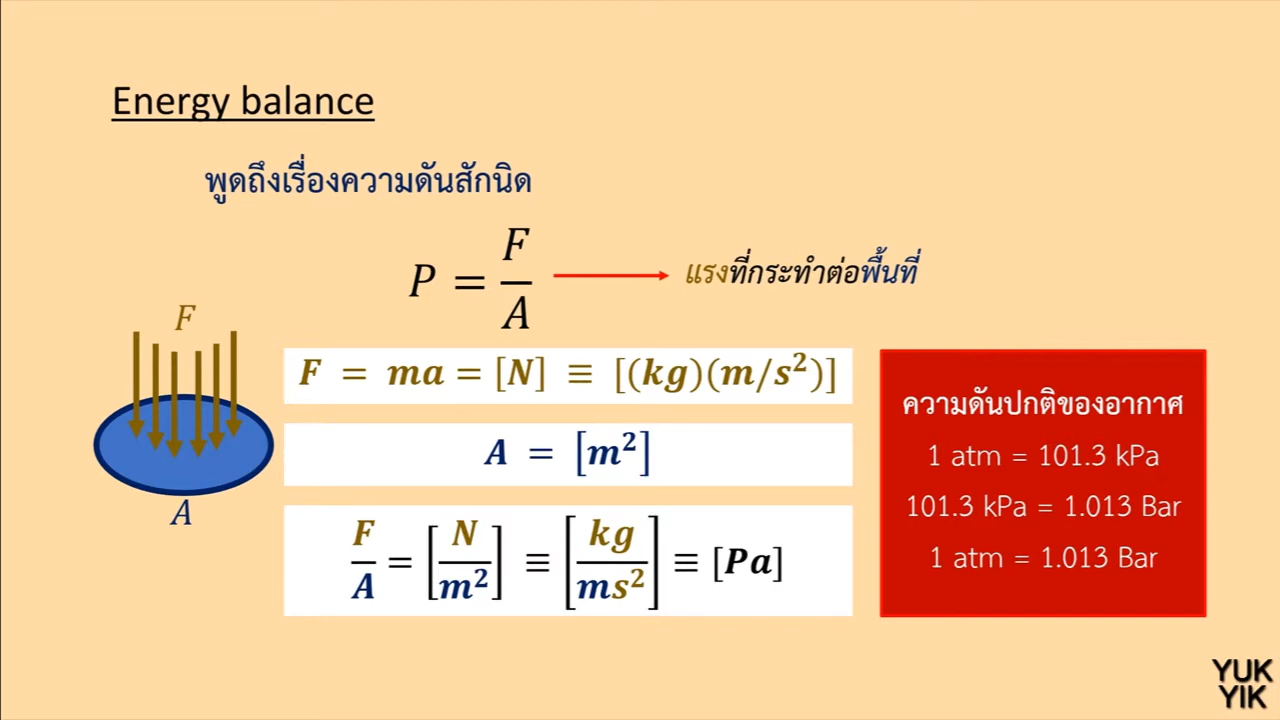 Energy balance
พูดถึงเรื่องความดันสักนิด
P = F/A
แรงที่กระทำต่อพื้นที่
F
F = ma = [N] ≡ [(kg)(m/s²)]
A = [m²]
A
F/A = [N/m²] ≡ [kg/ms²] ≡ [Pa]
ความดันปกติของอากาศ
1 atm = 101.3 kPa
101.3 kPa = 1.013 Bar
1 atm = 1.013 Bar
YUK
YIK